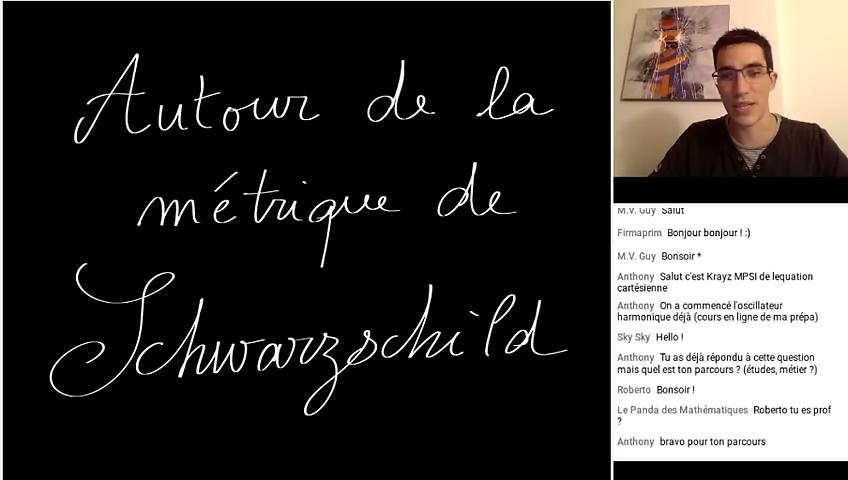 Autour de la
métrique de
Schwarzschild
M.V. Guy Salut
Firmaprim Bonjour bonjour ! :)
M.V. Guy Bonsoir *
Anthony Salut c'est Krayz MPSI de lequation
cartésienne
Anthony On a commencé l'oscillateur
harmonique déjà (cours en ligne de ma prépa)
Sky Sky Hello !
Anthony Tu as déjà répondu à cette question
mais quel est ton parcours ? (études, métier ?)
Roberto Bonsoir !
Le Panda des Mathématiques Roberto tu es prof
?
Anthony bravo pour ton parcours